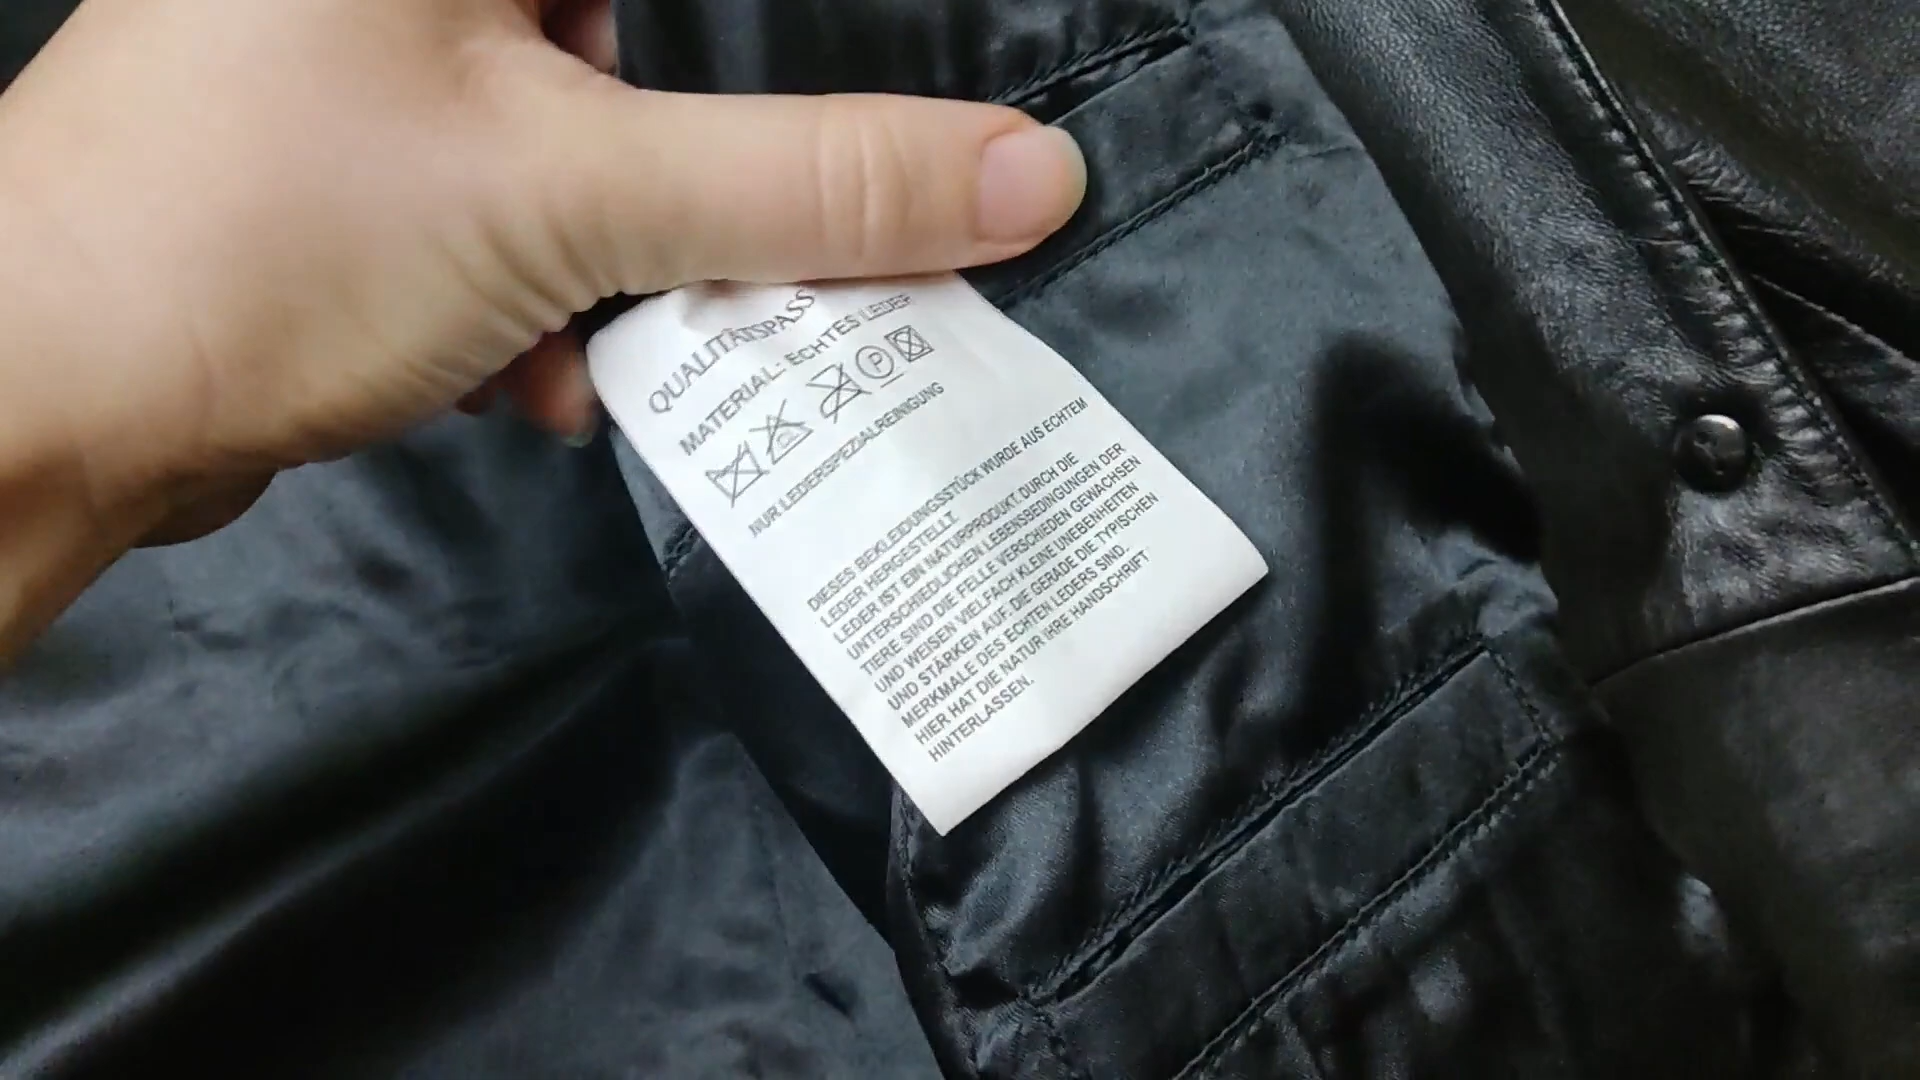 QUALITÄTSPASS
MATERIAL: ECHTES LEDER
P
NUR LEDERSPEZIALREINIGUNG
DIESES BEKLEIDUNGSSTÜCK WURDE AUS ECHTEM
LEDER HERGESTELLT
LEDER IST EIN NATURPRODUKT. DURCH DIE
UNTERSCHIEDLICHEN LEBENSBEDINGUNGEN DER
TIERE SIND DIE FELLE VERSCHIEDEN GEWACHSEN
UND WEISEN VIELFACH KLEINE UNEBENHEITEN
UND STÄRKEN AUF, DIE GERADE DIE TYPISCHEN
MERKMALE DES ECHTEN LEDERS SIND.
HIER HAT DIE NATUR IHRE HANDSCHRIFT
HINTERLASSEN.